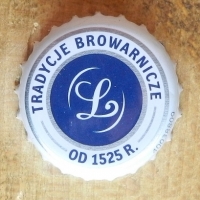 TRADYCJE BROWARNICZE
L
OD 1525 R.